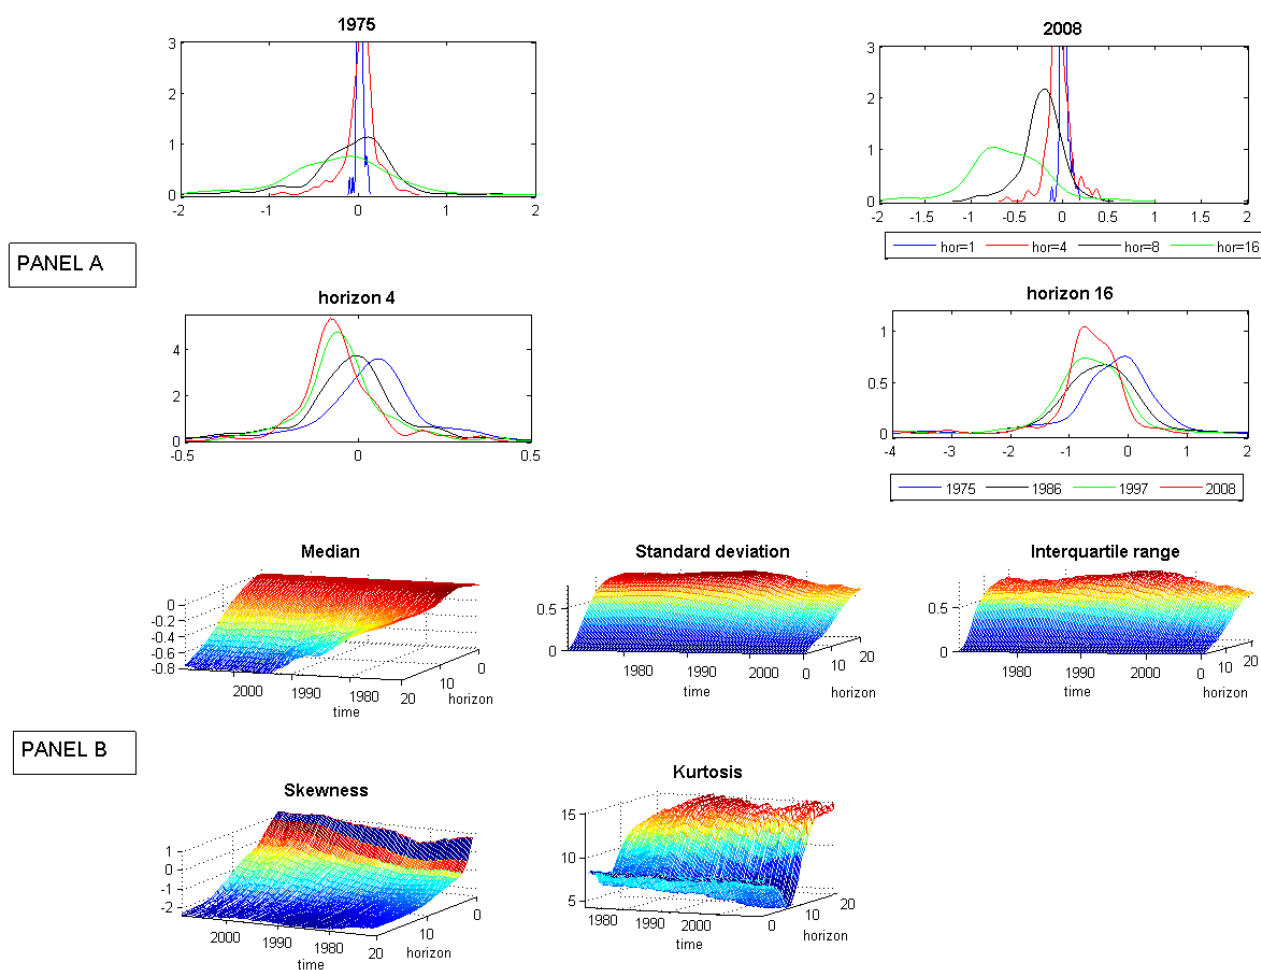 1975
2008
3
2
1
0
-2 -1 0 1 2
3
2
1
0
-2 -1.5 -1 -0.5 0 0.5 1 1.5 2
hor=1 hor=4 hor=8 hor=16
PANEL A
horizon 4
horizon 16
4
2
0
-0.5 0 0.5
1
0.5
0
-4 -3 -2 -1 0 1 2
1975 1986 1997 2008
Median
Standard deviation
Interquartile range
0
-0.2
-0.4
-0.6
-0.8
2000 1990 1980 20 10 0
time
horizon
0.5
0
1980 1990 2000 0 10 20
time
horizon
0.5
0
1980 1990 2000 0 10 20
time
horizon
PANEL B
Skewness
Kurtosis
1
0
-1
-2
2000 1990 1980 20 10 0
time
horizon
15
10
5
1980 1990 2000 0 10 20
time
horizon